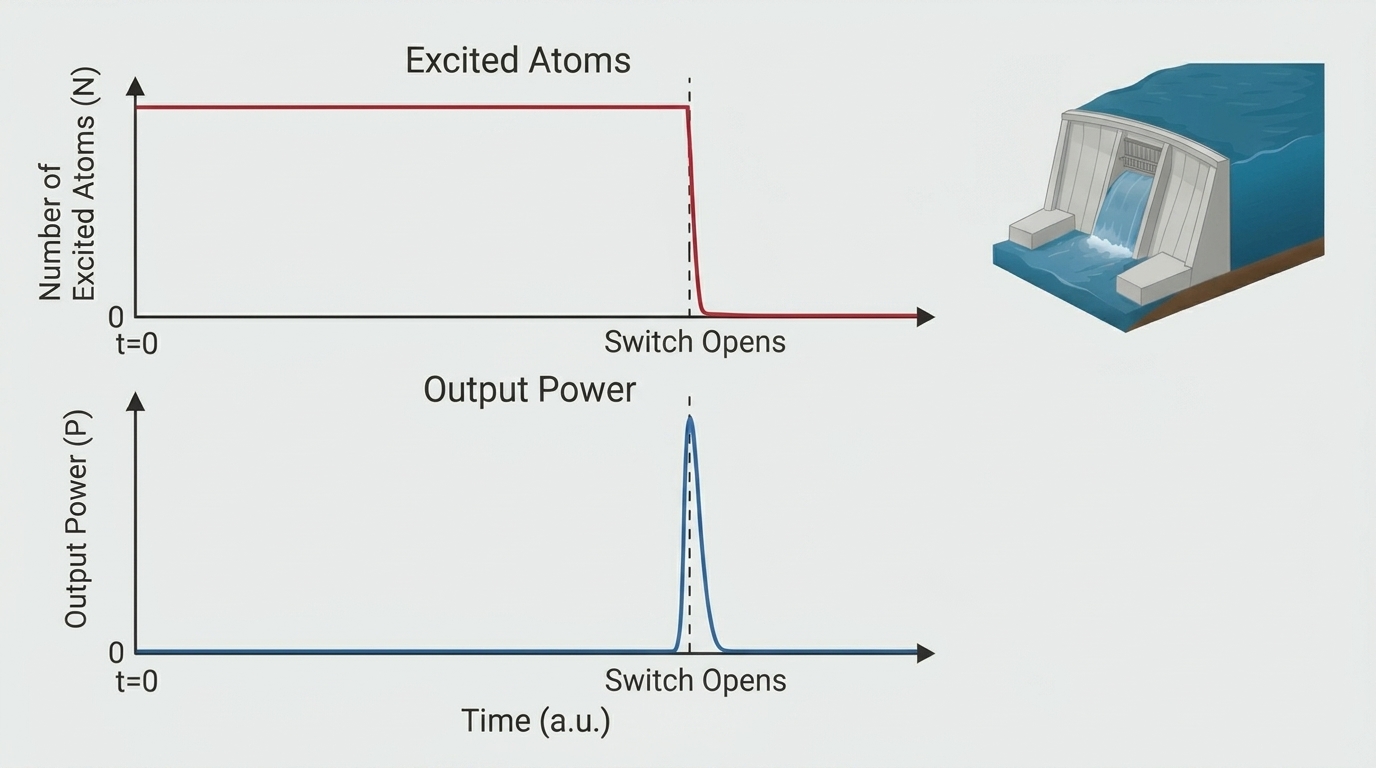 Excited Atoms
Number of
Excited Atoms (N)
0
t=0
Switch Opens
Output Power
Output Power (P)
0
t=0
Switch Opens
Time (a.u.)